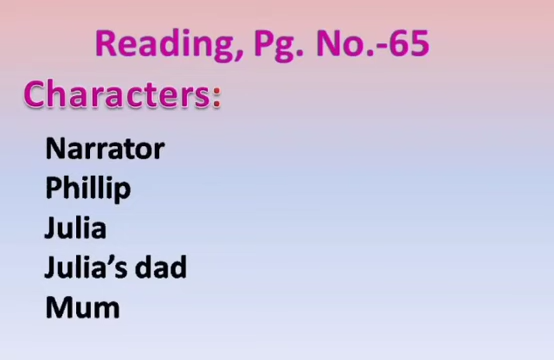 Reading, Pg. No.-65
Characters:
Narrator
Phillip
Julia
Julia's dad
Mum